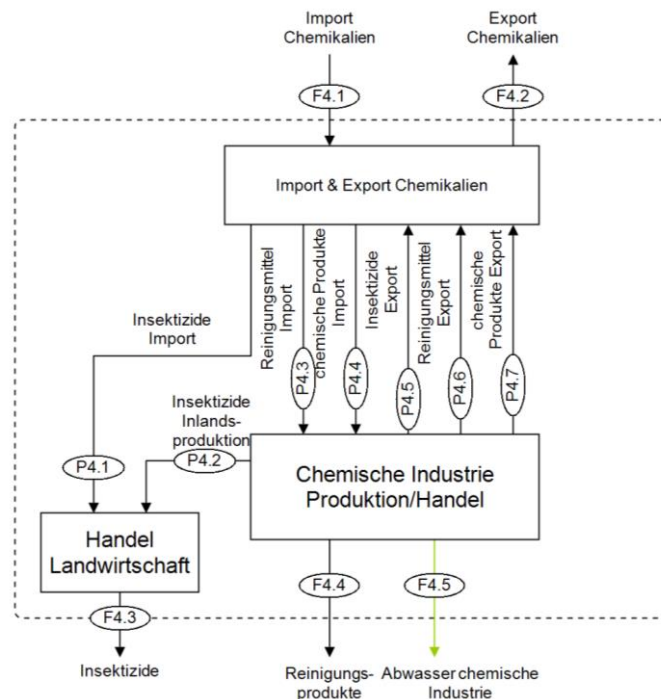 Import
Chemikalien
Export
Chemikalien
F4.1
F4.2
Import & Export Chemikalien
Insektizide
Import
Reinigungsmittel
Import
chemische Produkte
Import
Insektizide
Export
Reinigungsmittel
Export
chemische
Produkte Export
P4.3
P4.4
P4.5
P4.6
P4.7
Insektizide
Inlands-
produktion
P4.1
P4.2
Chemische Industrie
Produktion/Handel
Handel
Landwirtschaft
F4.3
F4.4
F4.5
Insektizide
Reinigungs-
produkte
Abwasser chemische
Industrie